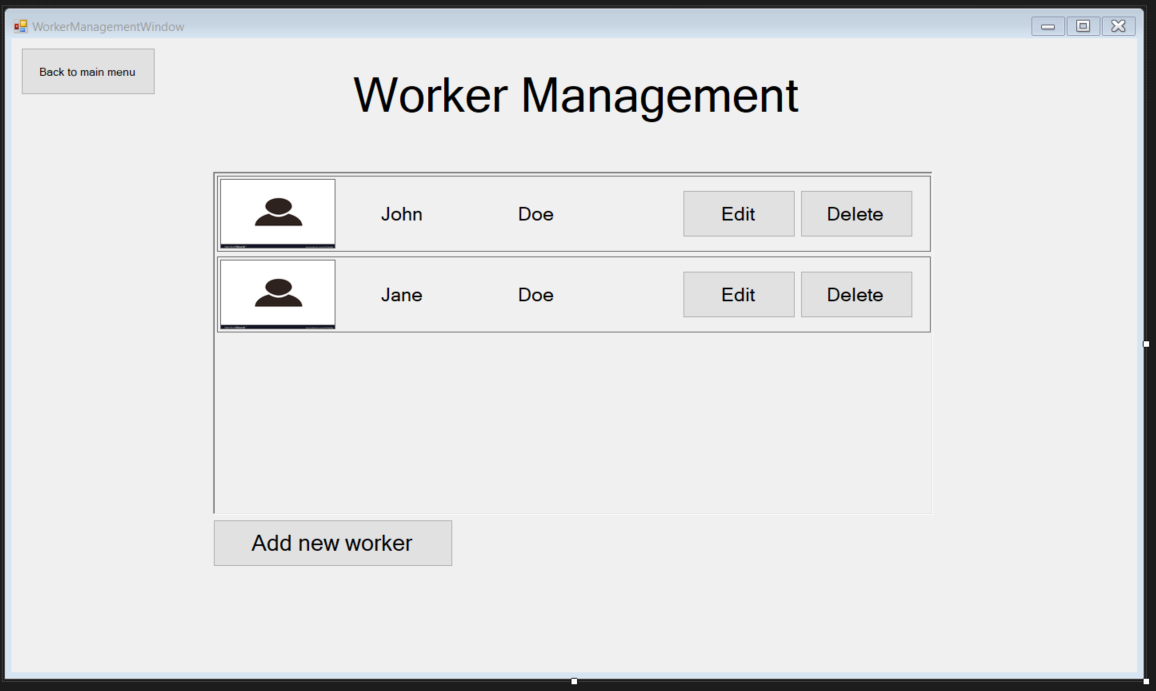 WorkerManagementWindow
Back to main menu
Worker Management
John Doe Edit Delete
Jane Doe Edit Delete
Add new worker